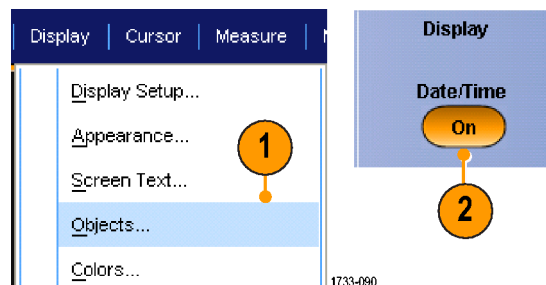 Display | Cursor | Measure |
Display Setup...
Appearance...
1
Screen Text...
Objects...
Colors...
Display
Date/Time
On
2
1733-090